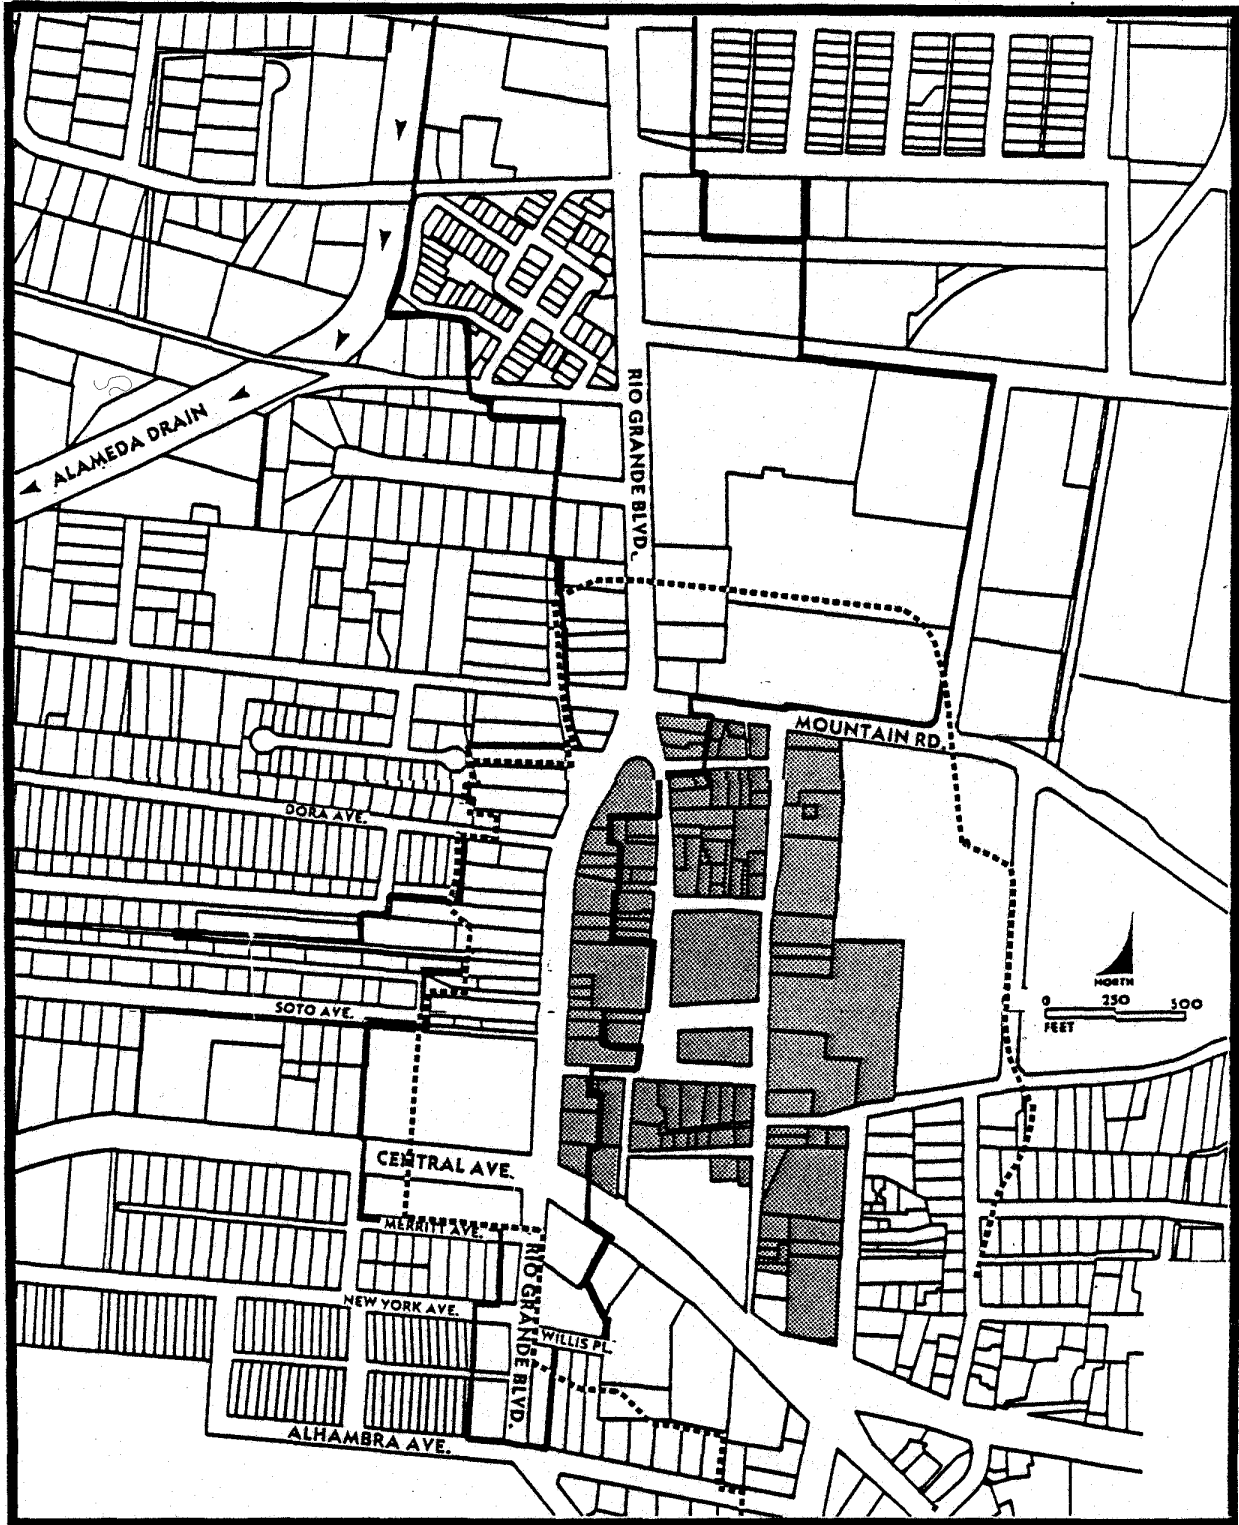 RIO GRANDE BLVD.
ALAMEDA DRAIN
MOUNTAIN RD.
DORA AVE.
NORTH
0 250 500
FEET
SOTO AVE.
CENTRAL AVE.
MERRITT AVE.
RIO GRANDE BLVD.
NEW YORK AVE.
WILLIS PL.
ALHAMBRA AVE.